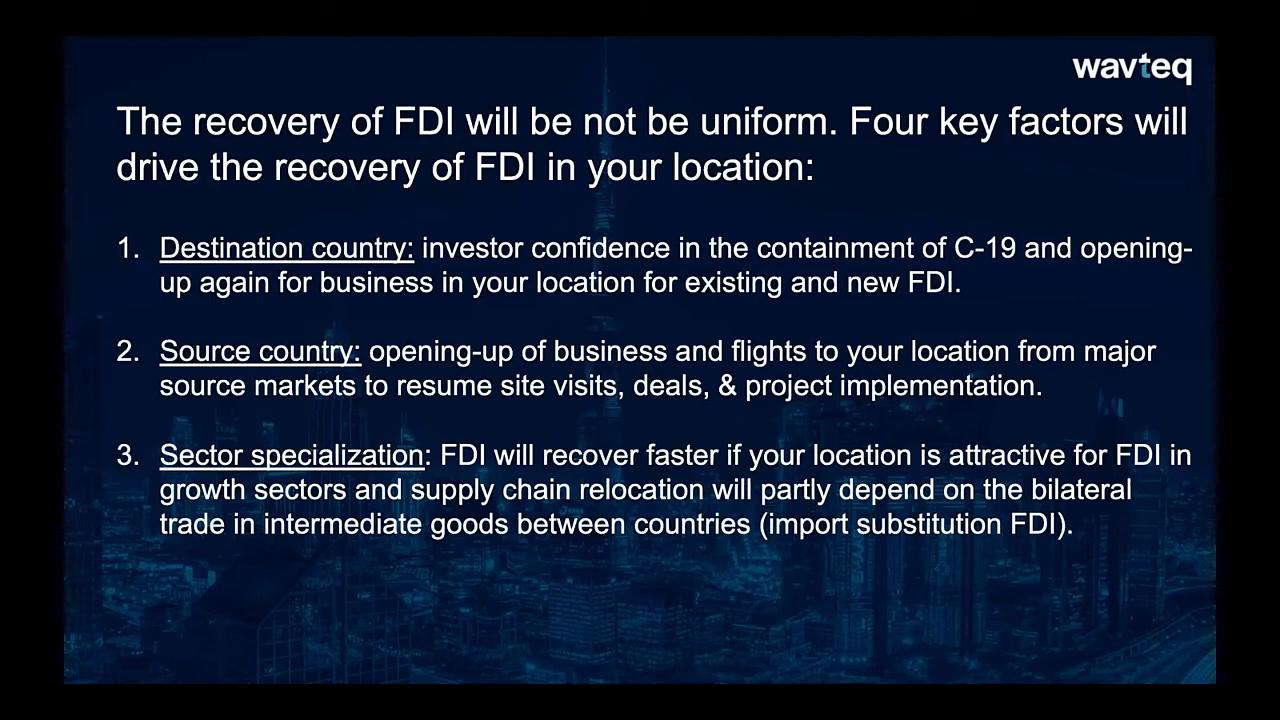 wavteq
The recovery of FDI will be not be uniform. Four key factors will
drive the recovery of FDI in your location:
1. Destination country: investor confidence in the containment of C-19 and opening-
up again for business in your location for existing and new FDI.
2. Source country: opening-up of business and flights to your location from major
source markets to resume site visits, deals, & project implementation.
3. Sector specialization: FDI will recover faster if your location is attractive for FDI in
growth sectors and supply chain relocation will partly depend on the bilateral
trade in intermediate goods between countries (import substitution FDI).